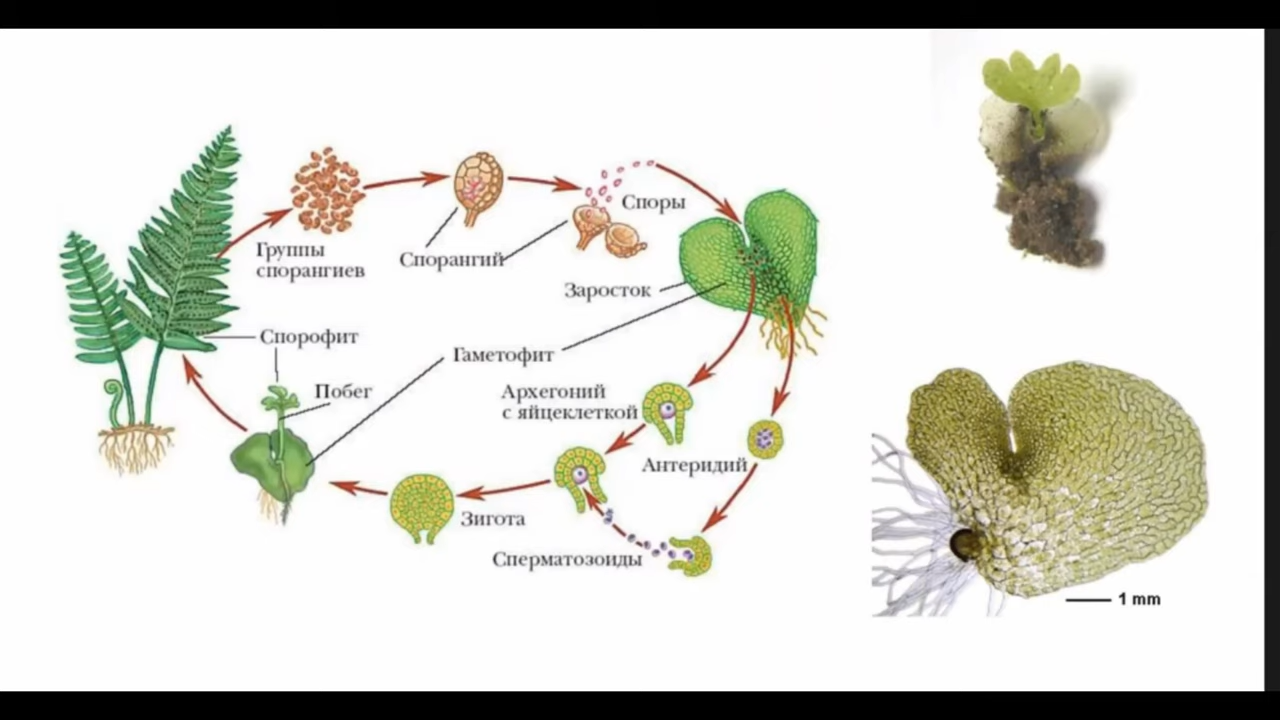 Споры
Группы
спорангиев
Спорангий
Заросток
Спорофит
Гаметофит
Побег
Архегоний
с яйцеклеткой
Антеридий
Зигота
Сперматозоиды
1 mm